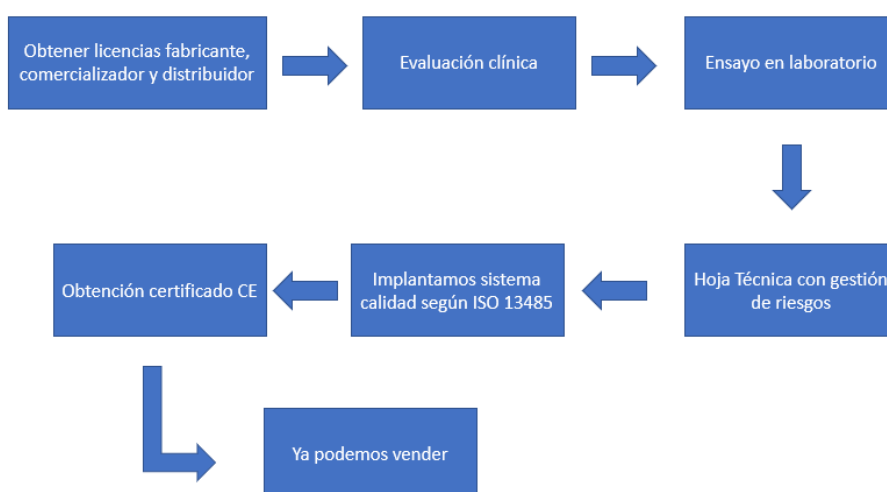 Obtener licencias fabricante,
comercializador y distribuidor
Evaluación clínica
Ensayo en laboratorio
Hoja Técnica con gestión
de riesgos
Implantamos sistema
calidad según ISO 13485
Obtención certificado CE
Ya podemos vender